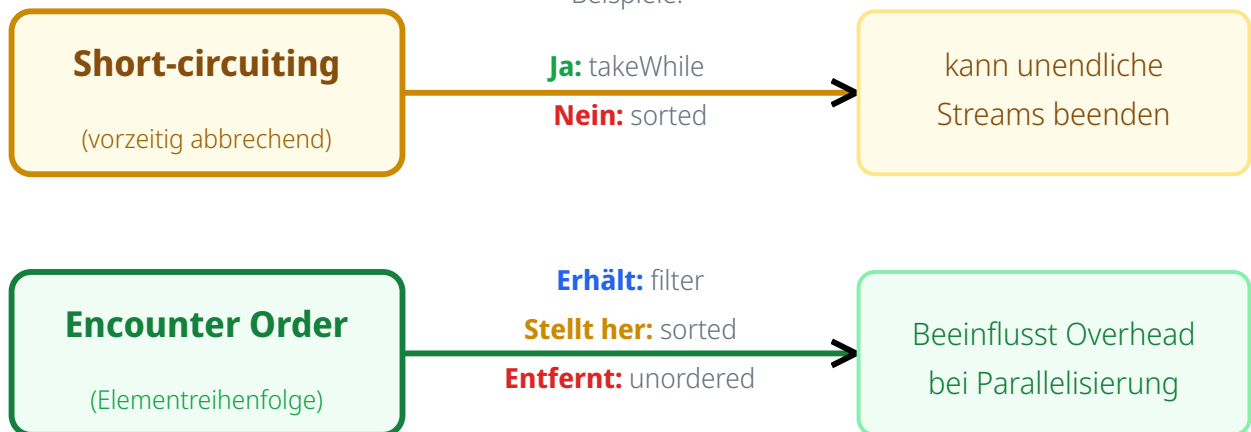 Beispiele:
Short-circuiting
(vorzeitig abbrechend)
Ja: takeWhile
Nein: sorted
kann unendliche
Streams beenden
Encounter Order
(Elementreihenfolge)
Erhält: filter
Stellt her: sorted
Entfernt: unordered
Beeinflusst Overhead
bei Parallelisierung